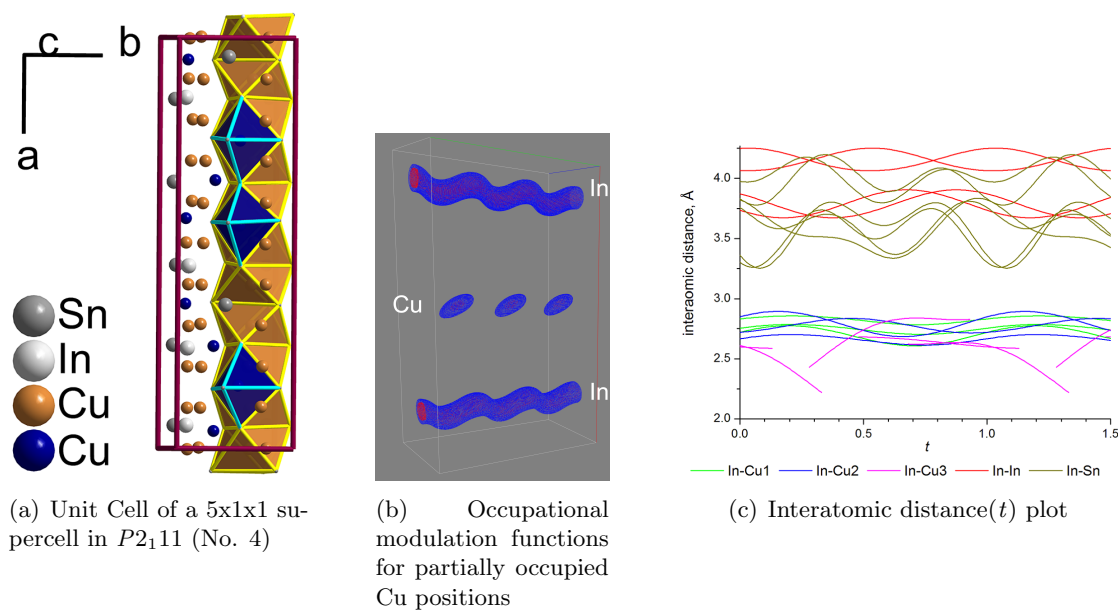 c
b
a
Sn
In
Cu
Cu
In
Cu
In
interaomic distance, Å
4.0
3.5
3.0
2.5
2.0
0.0
0.5
1.0
1.5
t
In-Cu1
In-Cu2
In-Cu3
In-In
In-Sn
(a) Unit Cell of a 5x1x1 su-
percell in P2₁11 (No. 4)
(b) Occupational
modulation functions
for partially occupied
Cu positions
(c) Interatomic distance(t) plot